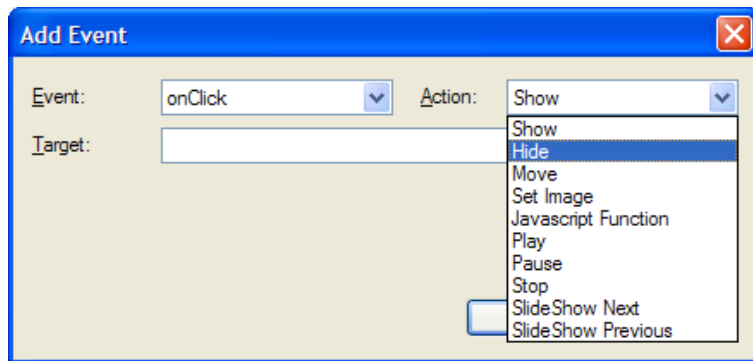 Add Event
Event: onClick Action: Show
Target:
Show
Hide
Move
Set Image
Javascript Function
Play
Pause
Stop
SlideShow Next
SlideShow Previous